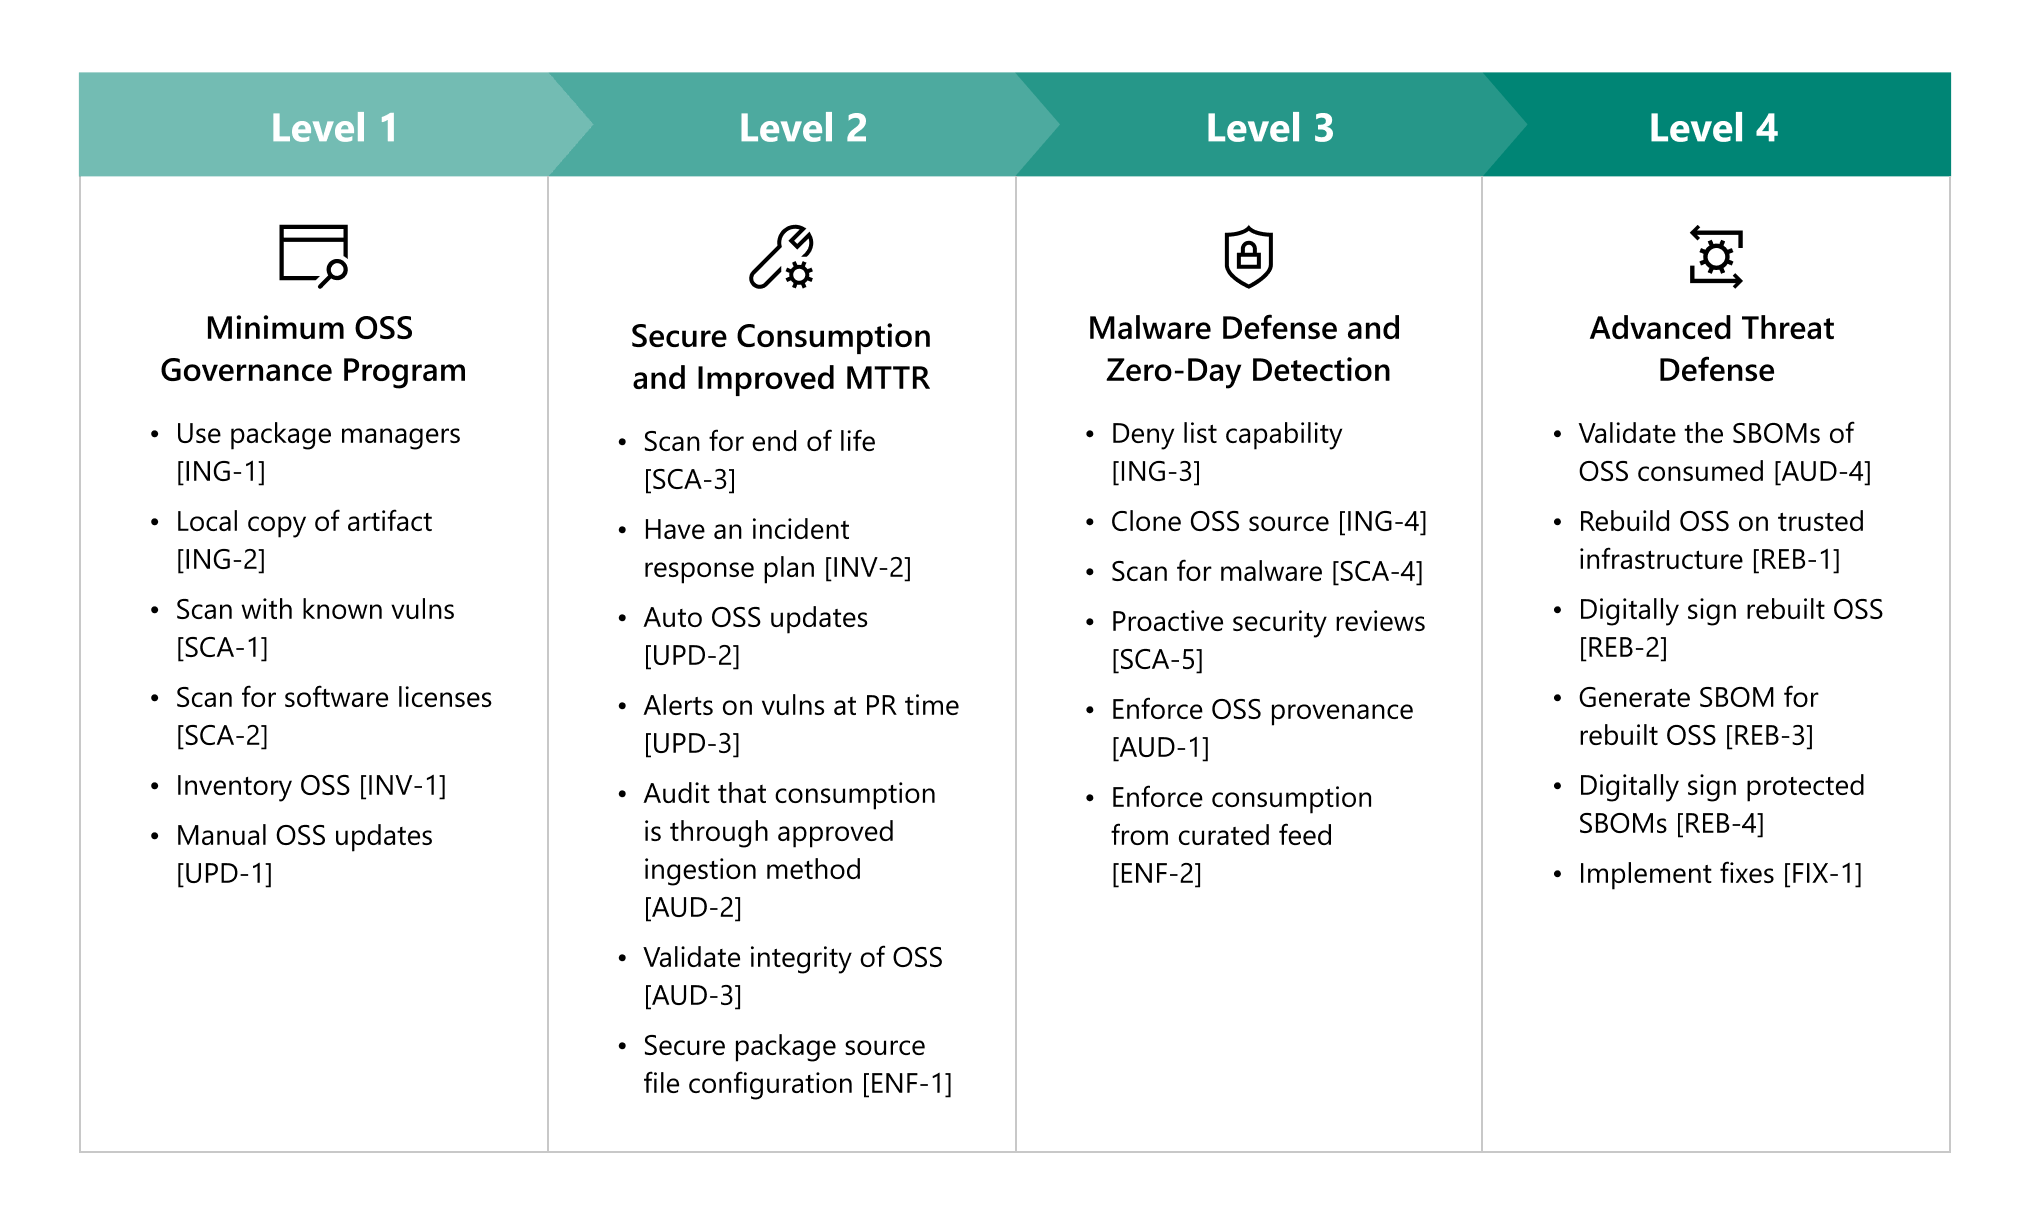 Level 1
Level 2
Level 3
Level 4
Minimum OSS
Governance Program
• Use package managers
[ING-1]
• Local copy of artifact
[ING-2]
• Scan with known vulns
[SCA-1]
• Scan for software licenses
[SCA-2]
• Inventory OSS [INV-1]
• Manual OSS updates
[UPD-1]
Secure Consumption
and Improved MTTR
• Scan for end of life
[SCA-3]
• Have an incident
response plan [INV-2]
• Auto OSS updates
[UPD-2]
• Alerts on vulns at PR time
[UPD-3]
• Audit that consumption
is through approved
ingestion method
[AUD-2]
• Validate integrity of OSS
[AUD-3]
• Secure package source
file configuration [ENF-1]
Malware Defense and
Zero-Day Detection
• Deny list capability
[ING-3]
• Clone OSS source [ING-4]
• Scan for malware [SCA-4]
• Proactive security reviews
[SCA-5]
• Enforce OSS provenance
[AUD-1]
• Enforce consumption
from curated feed
[ENF-2]
Advanced Threat
Defense
• Validate the SBOMs of
OSS consumed [AUD-4]
• Rebuild OSS on trusted
infrastructure [REB-1]
• Digitally sign rebuilt OSS
[REB-2]
• Generate SBOM for
rebuilt OSS [REB-3]
• Digitally sign protected
SBOMs [REB-4]
• Implement fixes [FIX-1]